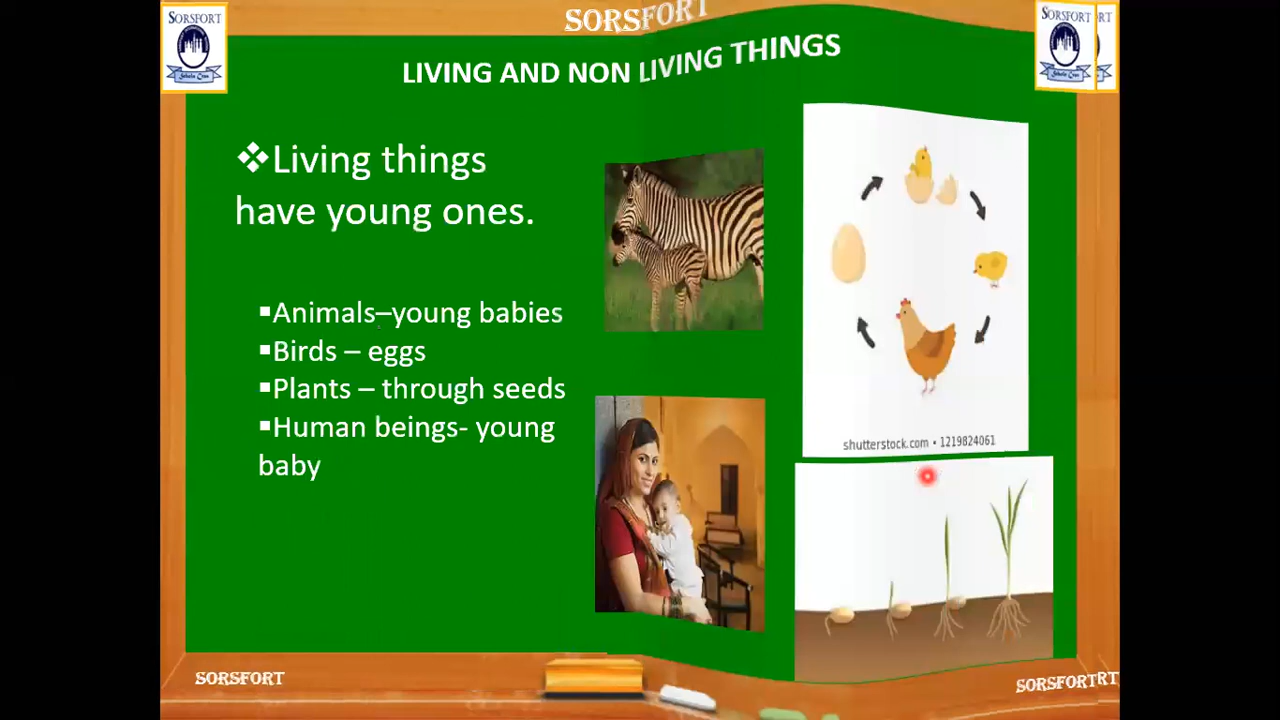 SORSFORT
SORSFORT
SORSFORT
LIVING AND NON LIVING THINGS
❖Living things
have young ones.
▪Animals–young babies
▪Birds – eggs
▪Plants – through seeds
▪Human beings- young
baby
shutterstock.com • 1219824061
SORSFORT
SORSFORTRT